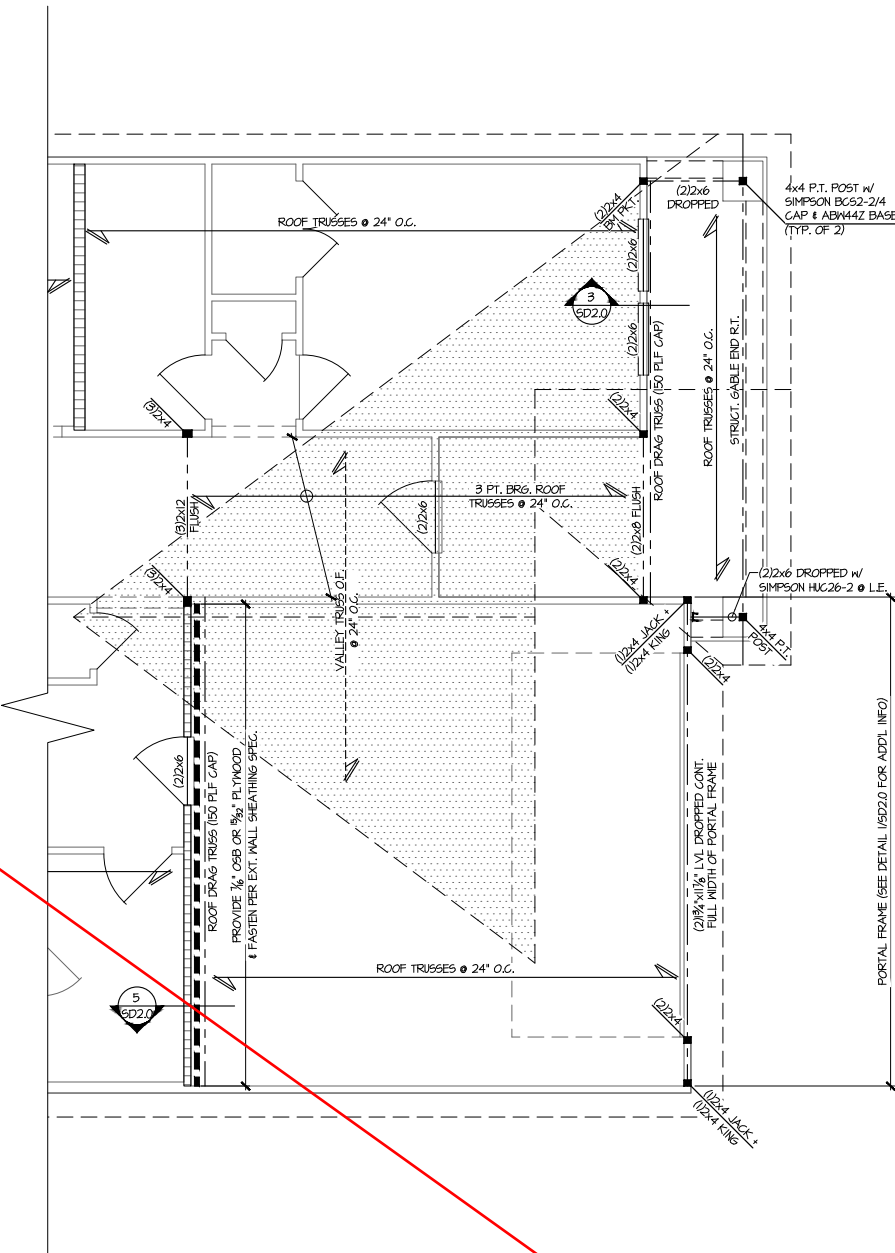 ROOF TRUSSES @ 24" O.C.
(2)2x4
BM PKT.
(2)2x6
DROPPED
4x4 P.T. POST W/
SIMPSON BCS2-2/4
CAP & ABW44Z BASE
(TYP. OF 2)
(2)2x6
3
SD2.0
(2)2x6
ROOF DRAG TRUSS (150 PLF CAP)
ROOF TRUSSES @ 24" O.C.
STRUCT. GABLE END R.T.
(3)2x4
(2)2x4
(3)2x12
FLUSH
3 PT. BRG. ROOF
TRUSSES @ 24" O.C.
(2)2x6
(2)2x8 FLUSH
(3)2x4
(2)2x4
(2)2x6 DROPPED W/
SIMPSON HUC26-2 @ L.E.
VALLEY TRUSS O.F.
@ 24" O.C.
(1)2x4 JACK +
(1)2x4 KING
(2)2x4
4x4 P.T.
POST
(2)2x6
ROOF DRAG TRUSS (150 PLF CAP)
PROVIDE 7/16" OSB OR 15/32" PLYWOOD
& FASTEN PER EXT. WALL SHEATHING SPEC.
(2)1 3/4"x11 7/8" LVL DROPPED CONT.
FULL WIDTH OF PORTAL FRAME
PORTAL FRAME (SEE DETAIL 1/SD2.0 FOR ADD'L INFO)
ROOF TRUSSES @ 24" O.C.
5
SD2.0
(2)2x4
(1)2x4 JACK +
(1)2x4 KING